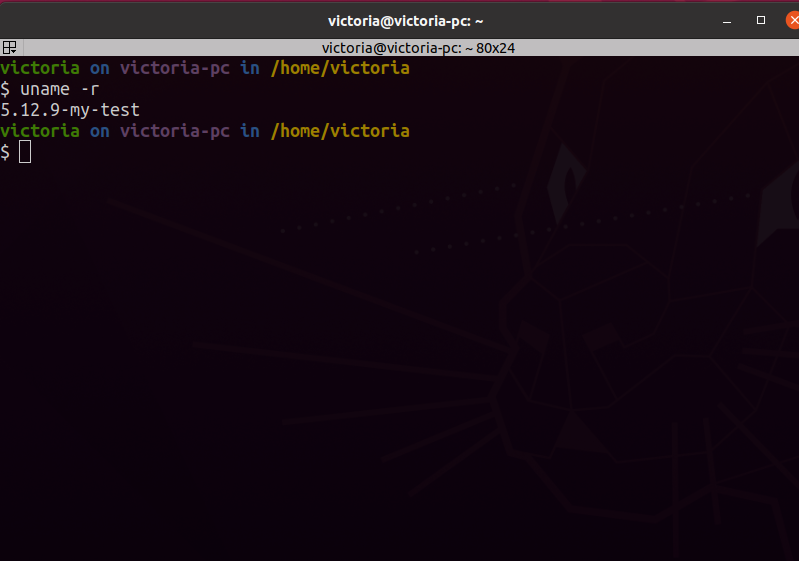 victoria@victoria-pc: ~
victoria@victoria-pc: ~ 80x24
victoria on victoria-pc in /home/victoria
$ uname -r
5.12.9-my-test
victoria on victoria-pc in /home/victoria
$